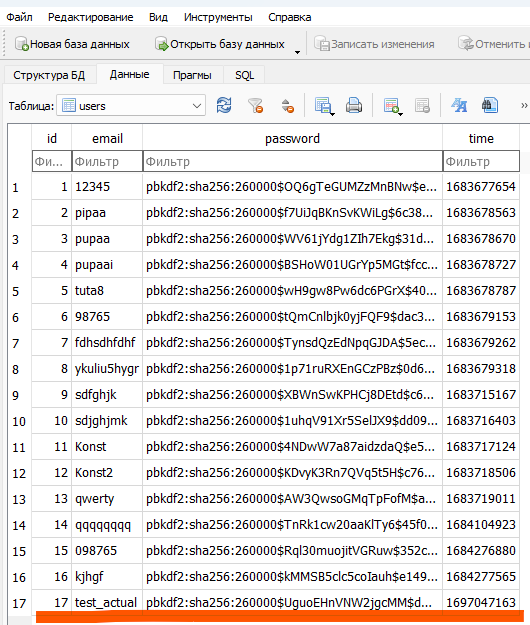 Файл Редактирование Вид Инструменты Справка
Новая база данных Открыть базу данных Записать изменения Отменить
Структура БД Данные Прагмы SQL
Таблица: users
id email password time
Фи... Фильтр Фильтр Фильтр
1 1 12345 pbkdf2:sha256:260000$OQ6gTeGUMZzMnBNw$e... 1683677654
2 2 pipaa pbkdf2:sha256:260000$f7UiJqBKnSvKWiLg$6c38... 1683678563
3 3 pupaa pbkdf2:sha256:260000$WV61jYdg1ZIh7Ekg$31d... 1683678670
4 4 pupaai pbkdf2:sha256:260000$BSHoW01UGrYp5MGt$fcc... 1683678727
5 5 tuta8 pbkdf2:sha256:260000$wH9gw8Pw6dc6PGrX$40... 1683678787
6 6 98765 pbkdf2:sha256:260000$tQmCnlbjk0yjFQF9$dac3... 1683679153
7 7 fdhsdhfdhf pbkdf2:sha256:260000$TynsdQzEdNpqGJDA$5ec... 1683679262
8 8 ykuliu5hygr pbkdf2:sha256:260000$1p71ruRXEnGCzPBz$0d6... 1683679318
9 9 sdfghjk pbkdf2:sha256:260000$XBWnSwKPHCj8DEtd$c6... 1683715167
10 10 sdjghjmk pbkdf2:sha256:260000$1uhqV91Xr5SelJX9$dd09... 1683716403
11 11 Konst pbkdf2:sha256:260000$4NDwW7a87aidzdaQ$e5... 1683717124
12 12 Konst2 pbkdf2:sha256:260000$KDvyK3Rn7QVq5t5H$c76... 1683718506
13 13 qwerty pbkdf2:sha256:260000$AW3QwsoGMqTpFofM$a... 1683719011
14 14 qqqqqqqq pbkdf2:sha256:260000$TnRk1cw20aaKlTy6$45f0... 1684104923
15 15 098765 pbkdf2:sha256:260000$Rql30muojitVGRuw$352c... 1684276880
16 16 kjhgf pbkdf2:sha256:260000$kMMSB5clc5coIauh$e149... 1684277565
17 17 test_actual pbkdf2:sha256:260000$UguoEHnVNW2jgcMM$d... 1697047163